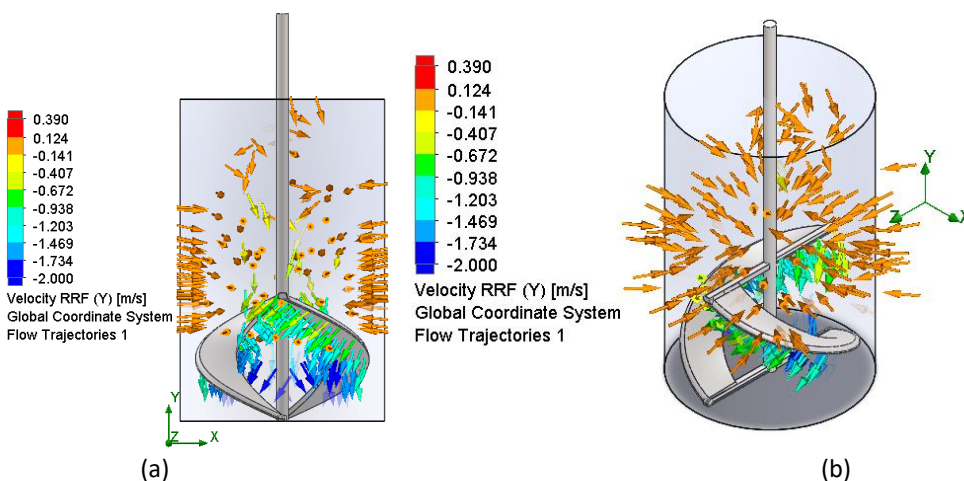 0.390
0.124
-0.141
-0.407
-0.672
-0.938
-1.203
-1.469
-1.734
-2.000
Velocity RRF (Y) [m/s]
Global Coordinate System
Flow Trajectories 1
Y
Z
X
(a)
0.390
0.124
-0.141
-0.407
-0.672
-0.938
-1.203
-1.469
-1.734
-2.000
Velocity RRF (Y) [m/s]
Global Coordinate System
Flow Trajectories 1
Y
Z
X
(b)